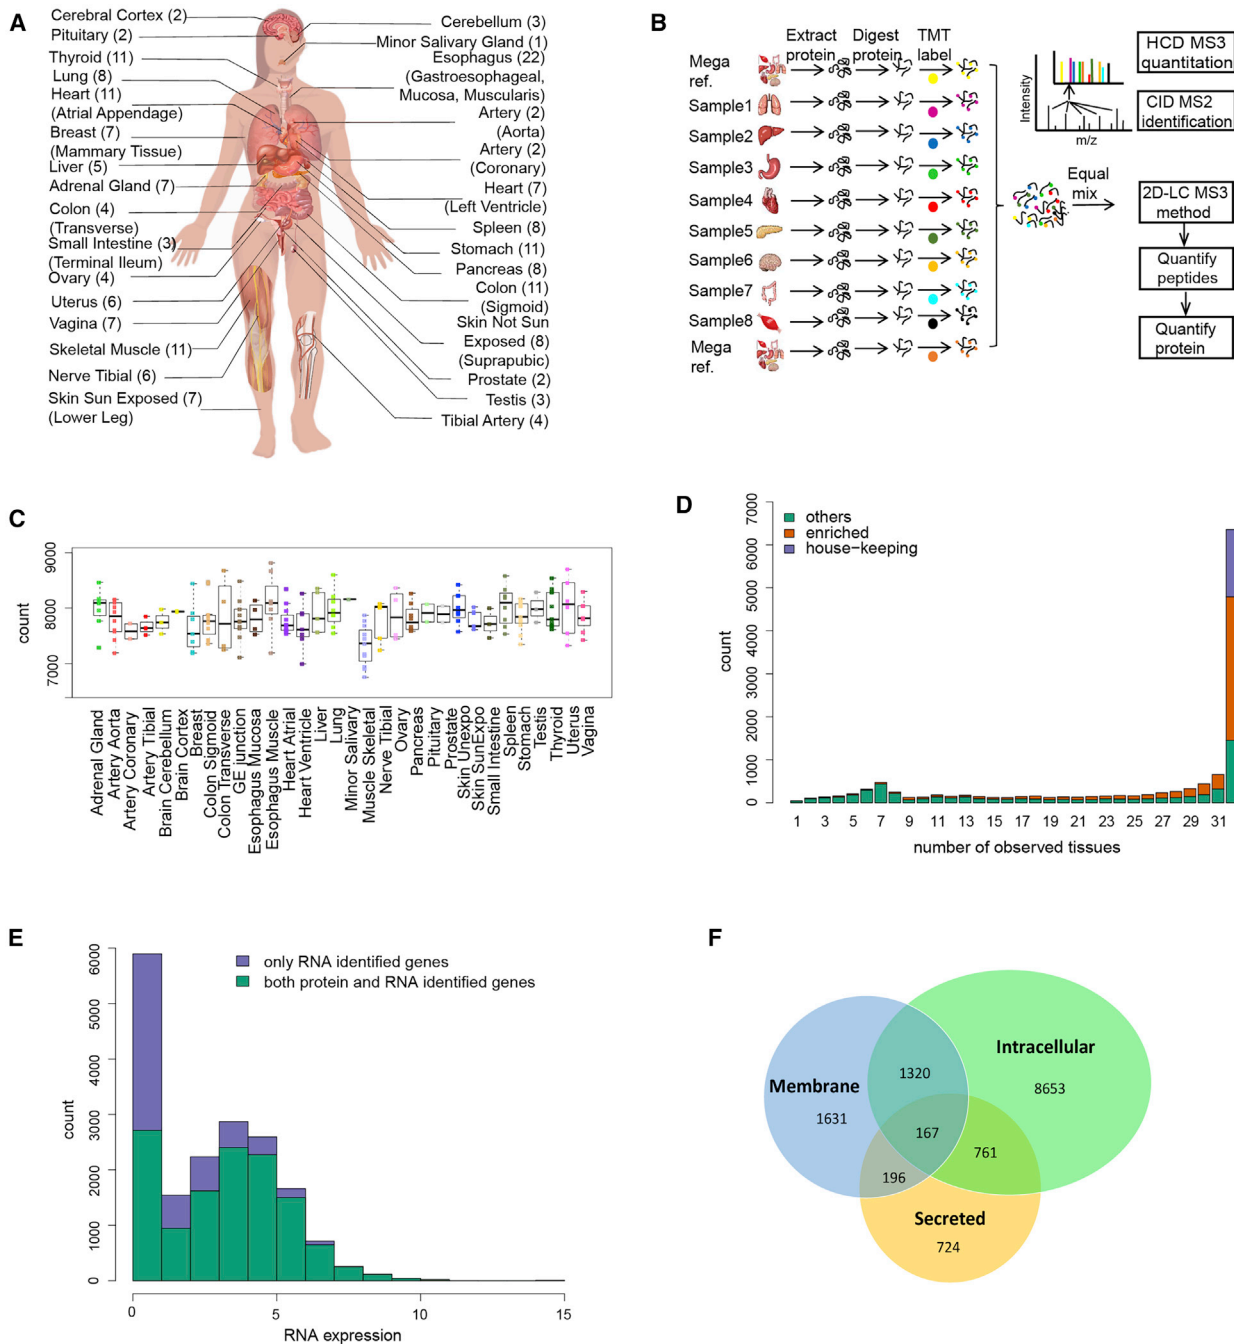 A
Cerebral Cortex (2)
Pituitary (2)
Thyroid (11)
Lung (8)
Heart (11)
(Atrial Appendage)
Breast (7)
(Mammary Tissue)
Liver (5)
Adrenal Gland (7)
Colon (4)
(Transverse)
Small Intestine (3)
(Terminal Ileum)
Ovary (4)
Uterus (6)
Vagina (7)
Skeletal Muscle (11)
Nerve Tibial (6)
Skin Sun Exposed (7)
(Lower Leg)
Cerebellum (3)
Minor Salivary Gland (1)
Esophagus (22)
(Gastroesophageal,
Mucosa, Muscularis)
Artery (2)
(Aorta)
Artery (2)
(Coronary)
Heart (7)
(Left Ventricle)
Spleen (8)
Stomach (11)
Pancreas (8)
Colon (11)
(Sigmoid)
Skin Not Sun
Exposed (8)
(Suprapubic)
Prostate (2)
Testis (3)
Tibial Artery (4)
B
Extract protein
Digest protein
TMT label
Mega ref.
Sample1
Sample2
Sample3
Sample4
Sample5
Sample6
Sample7
Sample8
Mega ref.
Equal mix
Intensity
m/z
HCD MS3
quantitation
CID MS2
identification
2D-LC MS3
method
Quantify
peptides
Quantify
protein
C
count
9000
8000
7000
Adrenal Gland
Artery Aorta
Artery Coronary
Artery Tibial
Brain Cerebellum
Brain Cortex
Breast
Colon Sigmoid
Colon Transverse
GE junction
Esophagus Mucosa
Esophagus Muscle
Heart Atrial
Heart Ventricle
Liver
Lung
Minor Salivary
Muscle Skeletal
Nerve Tibial
Ovary
Pancreas
Pituitary
Prostate
Skin Unexpo
Skin SunExpo
Small Intestine
Spleen
Stomach
Testis
Thyroid
Uterus
Vagina
D
others
enriched
house-keeping
count
7000
6000
5000
4000
3000
2000
1000
0
1 3 5 7 9 11 13 15 17 19 21 23 25 27 29 31
number of observed tissues
E
only RNA identified genes
both protein and RNA identified genes
count
6000
5000
4000
3000
2000
1000
0
0 5 10 15
RNA expression
F
Membrane
1631
1320
Intracellular
8653
167
761
196
Secreted
724